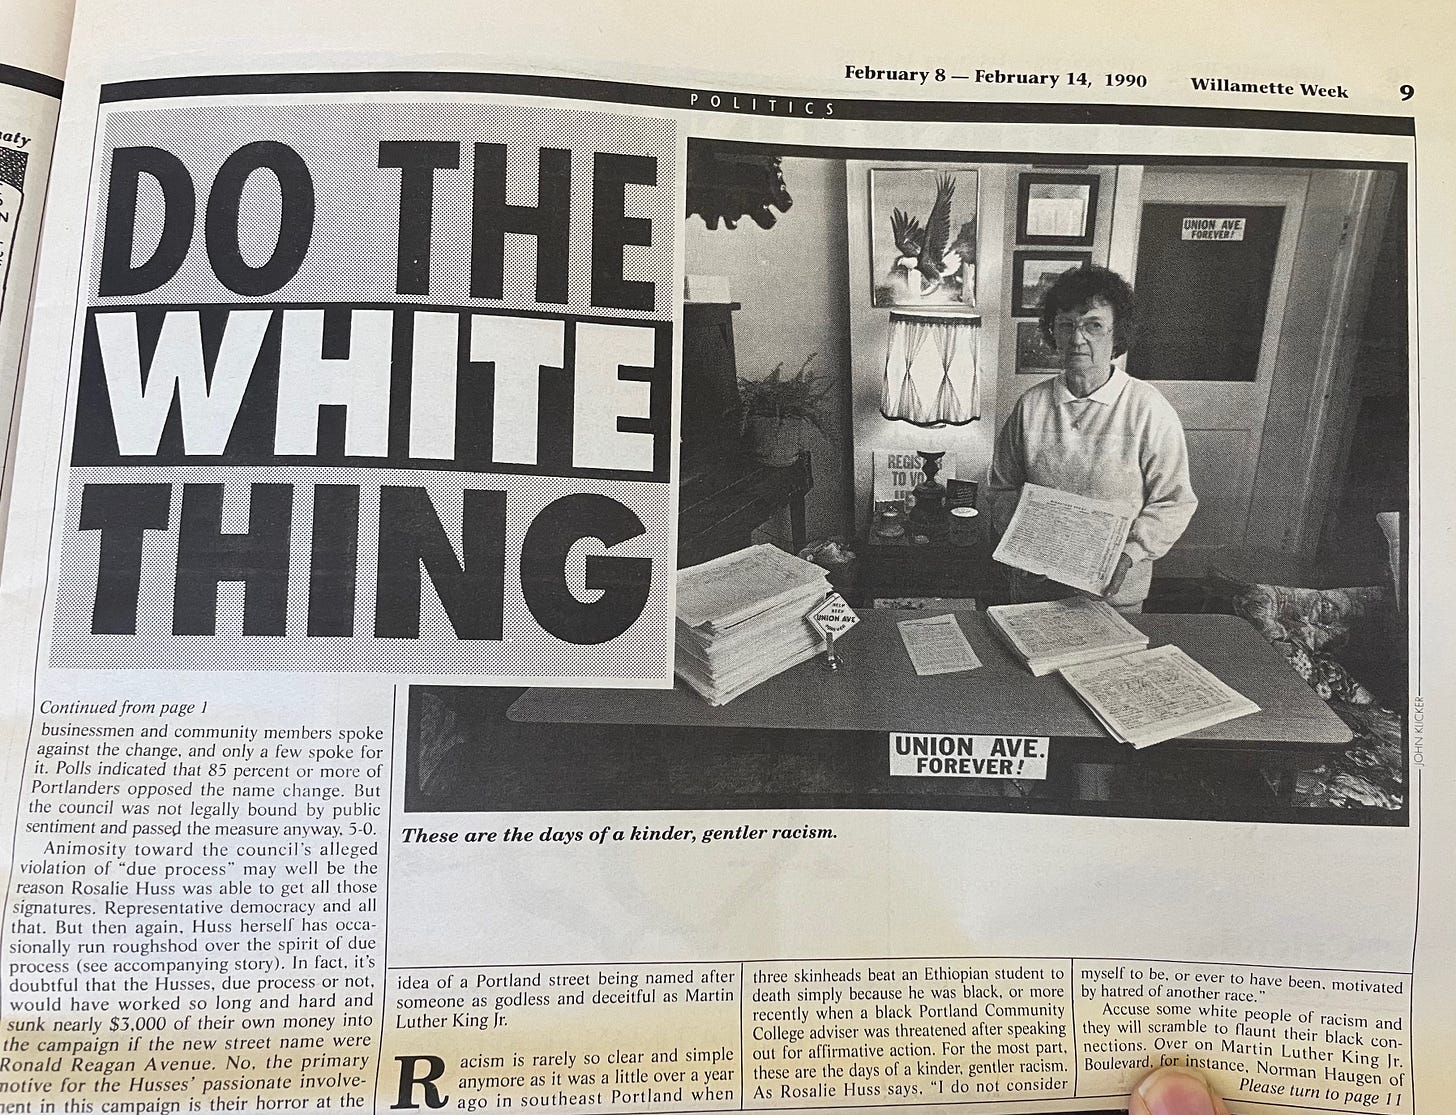 February 8 — February 14, 1990 Willamette Week 9
POLITICS
DO THE
WHITE
THING
UNION AVE.
FOREVER!
TO
HELP
KEEP
UNION AVE
FOREVER
UNION AVE.
FOREVER!
JOHN KLICKER
These are the days of a kinder, gentler racism.
Continued from page 1
businessmen and community members spoke
against the change, and only a few spoke for
it. Polls indicated that 85 percent or more of
Portlanders opposed the name change. But
the council was not legally bound by public
sentiment and passed the measure anyway, 5-0.
Animosity toward the council's alleged
violation of “due process” may well be the
reason Rosalie Huss was able to get all those
signatures. Representative democracy and all
that. But then again, Huss herself has occa-
sionally run roughshod over the spirit of due
process (see accompanying story). In fact, it's
doubtful that the Husses, due process or not,
would have worked so long and hard and
sunk nearly $3,000 of their own money into
the campaign if the new street name were
Ronald Reagan Avenue. No, the primary
motive for the Husses' passionate involve-
ment in this campaign is their horror at the
idea of a Portland street being named after
someone as godless and deceitful as Martin
Luther King Jr.
Racism is rarely so clear and simple
anymore as it was a little over a year
ago in southeast Portland when
three skinheads beat an Ethiopian student to
death simply because he was black, or more
recently when a black Portland Community
College adviser was threatened after speaking
out for affirmative action. For the most part,
these are the days of a kinder, gentler racism.
As Rosalie Huss says, “I do not consider
myself to be, or ever to have been, motivated
by hatred of another race.”
Accuse some white people of racism and
they will scramble to flaunt their black con-
nections. Over on Martin Luther King Jr.
Boulevard, for instance, Norman Haugen of
Please turn to page 11